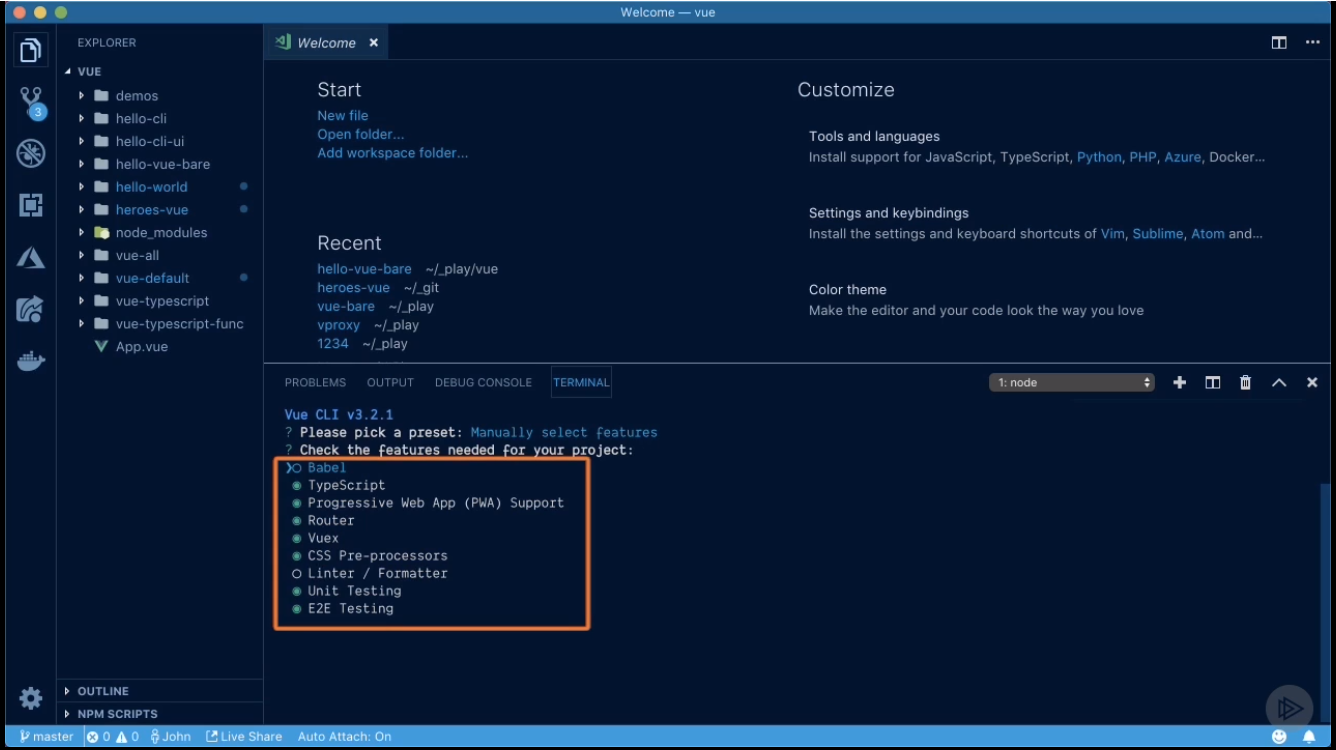 Welcome — vue
EXPLORER
VUE
demos
hello-cli
hello-cli-ui
hello-vue-bare
hello-world
heroes-vue
node_modules
vue-all
vue-default
vue-typescript
vue-typescript-func
App.vue
OUTLINE
NPM SCRIPTS
3
Welcome
Start
New file
Open folder...
Add workspace folder...
Recent
hello-vue-bare ~/_play/vue
heroes-vue ~/_git
vue-bare ~/_play
vproxy ~/_play
1234 ~/_play
Customize
Tools and languages
Install support for JavaScript, TypeScript, Python, PHP, Azure, Docker...
Settings and keybindings
Install the settings and keyboard shortcuts of Vim, Sublime, Atom and...
Color theme
Make the editor and your code look the way you love
PROBLEMS OUTPUT DEBUG CONSOLE TERMINAL 1: node
Vue CLI v3.2.1
? Please pick a preset: Manually select features
? Check the features needed for your project:
❯○ Babel
◉ TypeScript
◉ Progressive Web App (PWA) Support
◉ Router
◉ Vuex
◉ CSS Pre-processors
○ Linter / Formatter
◉ Unit Testing
◉ E2E Testing
master 0 0 John Live Share Auto Attach: On